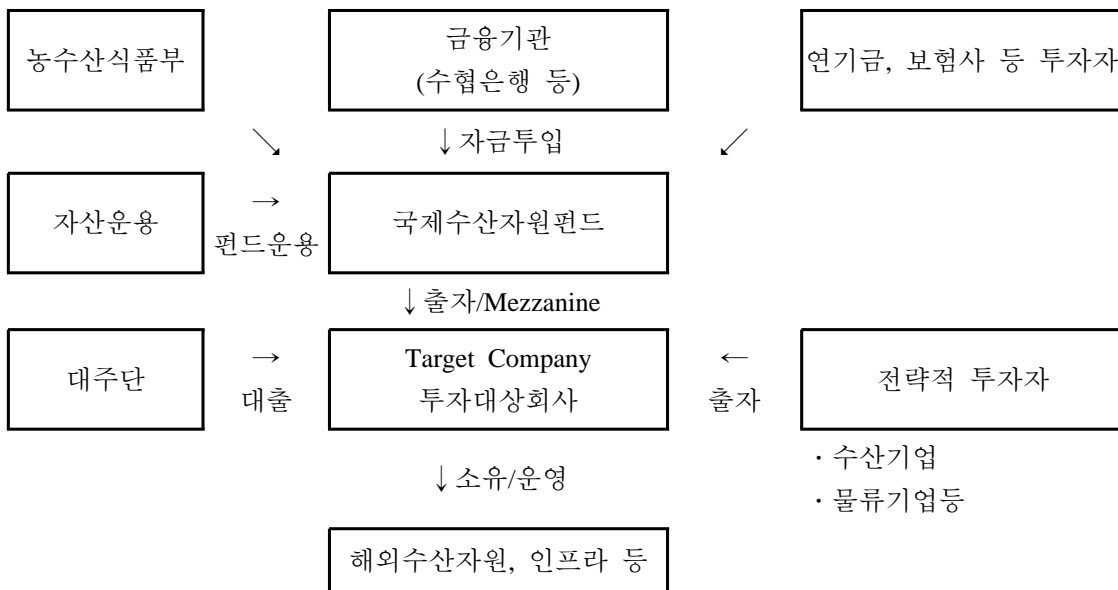 농수산식품부
금융기관
(수협은행 등)
연기금, 보험사 등 투자자
↘
↓자금투입
↙
자산운용
→
펀드운용
국제수산자원펀드
↓출자/Mezzanine
대주단
→
대출
Target Company
투자대상회사
←
출자
전략적 투자자
· 수산기업
· 물류기업등
↓소유/운영
해외수산자원, 인프라 등